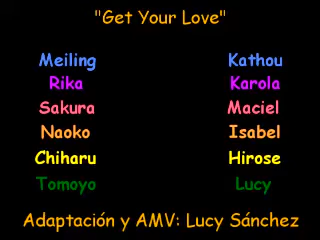 "Get Your Love"
Meiling Kathou
Rika Karola
Sakura Maciel
Naoko Isabel
Chiharu Hirose
Tomoyo Lucy
Adaptación y AMV: Lucy Sánchez